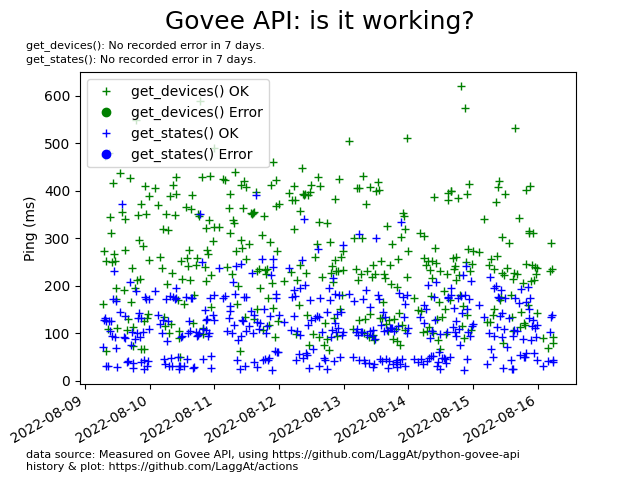 Govee API: is it working?
get_devices(): No recorded error in 7 days.
get_states(): No recorded error in 7 days.
get_devices() OK
get_devices() Error
get_states() OK
get_states() Error
Ping (ms)
600
500
400
300
200
100
0
2022-08-09
2022-08-10
2022-08-11
2022-08-12
2022-08-13
2022-08-14
2022-08-15
2022-08-16
data source: Measured on Govee API, using https://github.com/LaggAt/python-govee-api
history & plot: https://github.com/LaggAt/actions